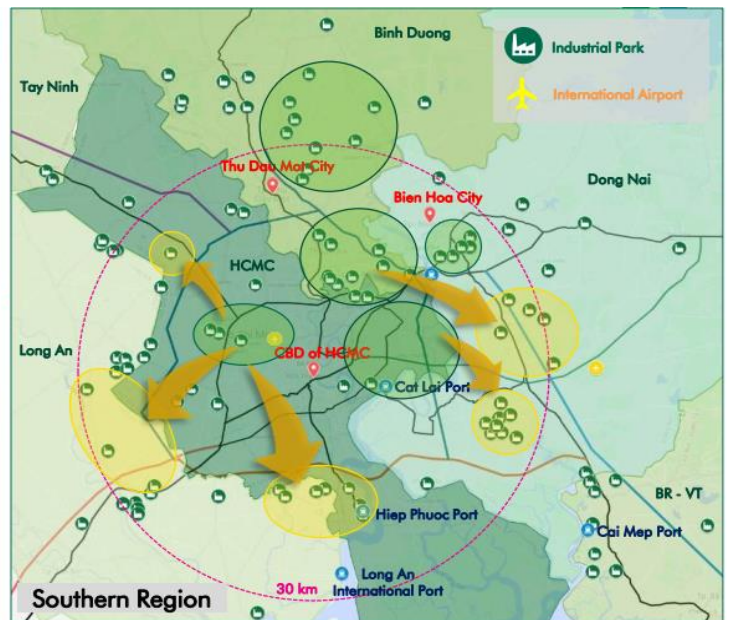 Binh Duong
Industrial Park
International Airport
Tay Ninh
Thu Dau Mot City
Bien Hoa City
Dong Nai
HCMC
Long An
CBD of HCMC
Cat Lai Port
BR - VT
Hiep Phuoc Port
Cai Mep Port
30 km
Long An
International Port
Southern Region